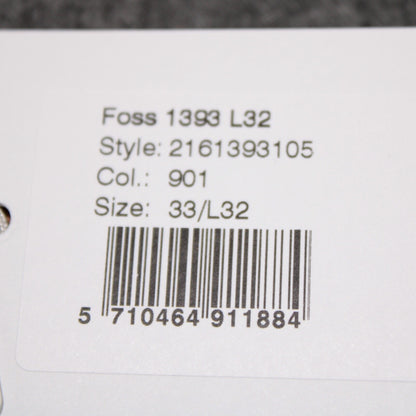 Foss 1393 L32
Style: 2161393105
Col.: 901
Size: 33/L32
5 710464 911884